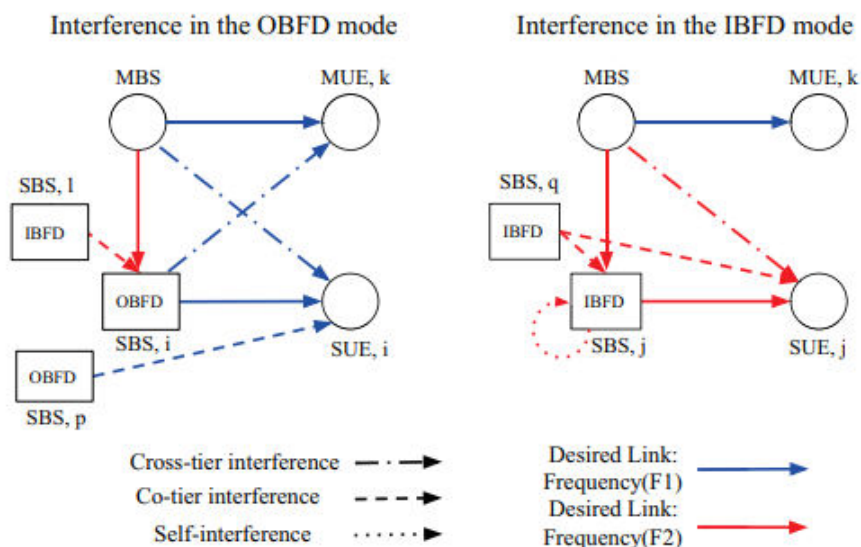 Interference in the OBFD mode
MBS
MUE, k
SBS, l
IBFD
OBFD
SBS, i
SUE, i
OBFD
SBS, p
Interference in the IBFD mode
MBS
MUE, k
SBS, q
IBFD
IBFD
SBS, j
SUE, j
Cross-tier interference
Co-tier interference
Self-interference
Desired Link:
Frequency(F1)
Desired Link:
Frequency(F2)